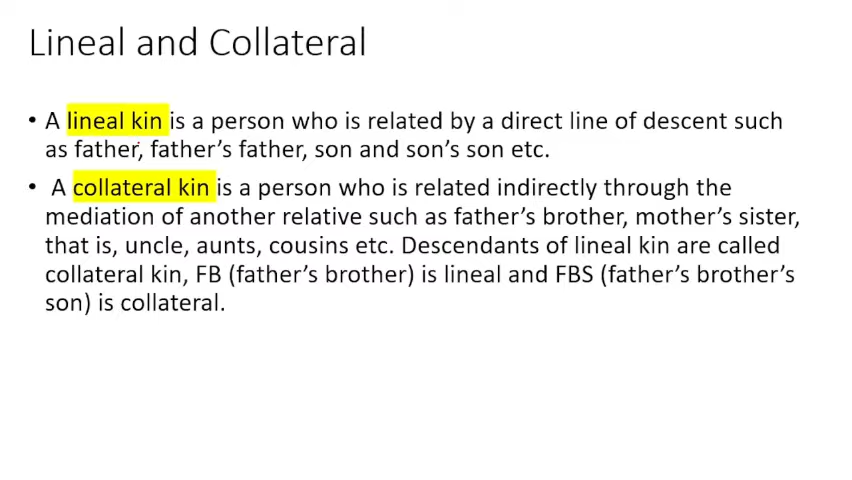 Lineal and Collateral
• A lineal kin is a person who is related by a direct line of descent such
as father, father's father, son and son's son etc.
• A collateral kin is a person who is related indirectly through the
mediation of another relative such as father's brother, mother's sister,
that is, uncle, aunts, cousins etc. Descendants of lineal kin are called
collateral kin, FB (father's brother) is lineal and FBS (father's brother's
son) is collateral.